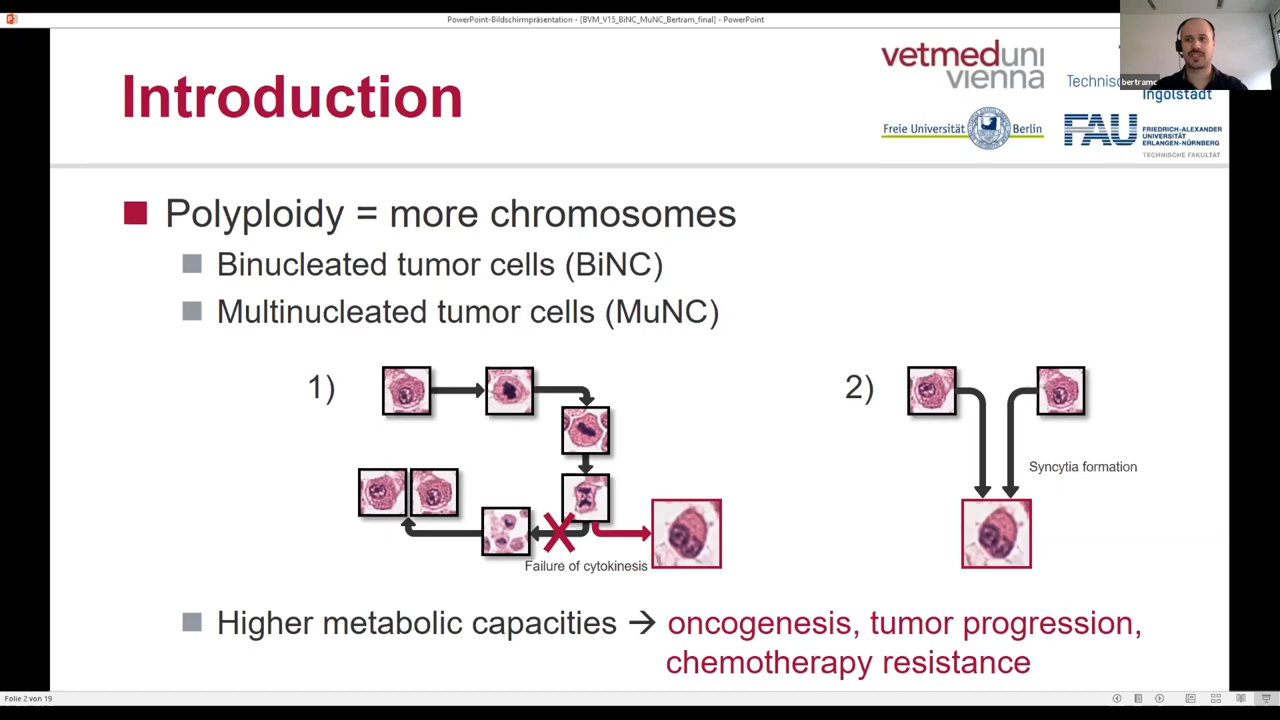 PowerPoint-Bildschirmpräsentation - [BVM_V15_BiNC_MuNC_Bertram_final] - PowerPoint
bertramc
Introduction
vetmeduni
vienna
Technisc
Ingolstadt
Freie Universität Berlin
FAU
FRIEDRICH-ALEXANDER
UNIVERSITÄT
ERLANGEN-NÜRNBERG
TECHNISCHE FAKULTÄT
Polyploidy = more chromosomes
Binucleated tumor cells (BiNC)
Multinucleated tumor cells (MuNC)
1)
2)
Syncytia formation
Failure of cytokinesis
Higher metabolic capacities → oncogenesis, tumor progression,
chemotherapy resistance
Folie 2 von 19